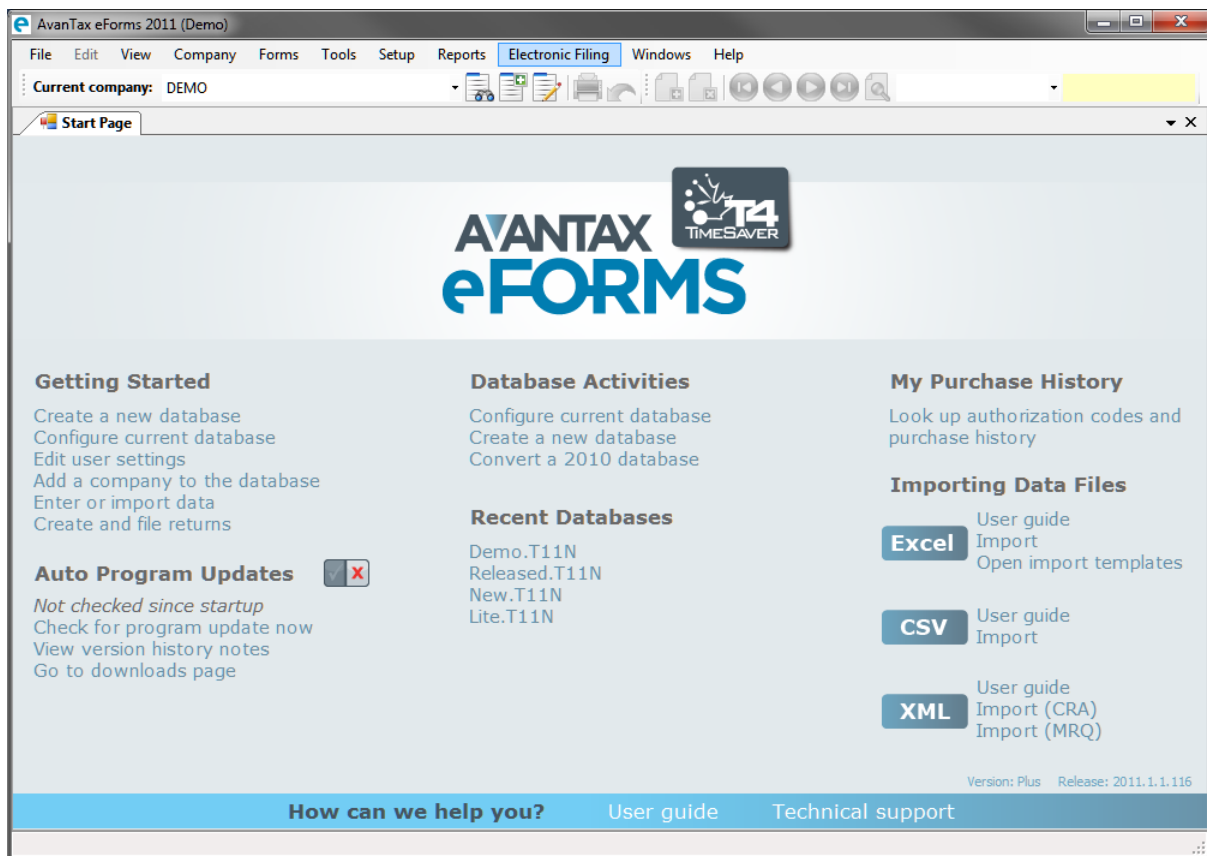 AvanTax eForms 2011 (Demo)
File Edit View Company Forms Tools Setup Reports Electronic Filing Windows Help
Current company: DEMO
Start Page
T4
TIMESAVER
AVANTAX
eFORMS
Getting Started
Create a new database
Configure current database
Edit user settings
Add a company to the database
Enter or import data
Create and file returns
Auto Program Updates
Not checked since startup
Check for program update now
View version history notes
Go to downloads page
Database Activities
Configure current database
Create a new database
Convert a 2010 database
Recent Databases
Demo.T11N
Released.T11N
New.T11N
Lite.T11N
My Purchase History
Look up authorization codes and
purchase history
Importing Data Files
Excel
User guide
Import
Open import templates
CSV
User guide
Import
XML
User guide
Import (CRA)
Import (MRQ)
Version: Plus Release: 2011.1.1.116
How can we help you? User guide Technical support